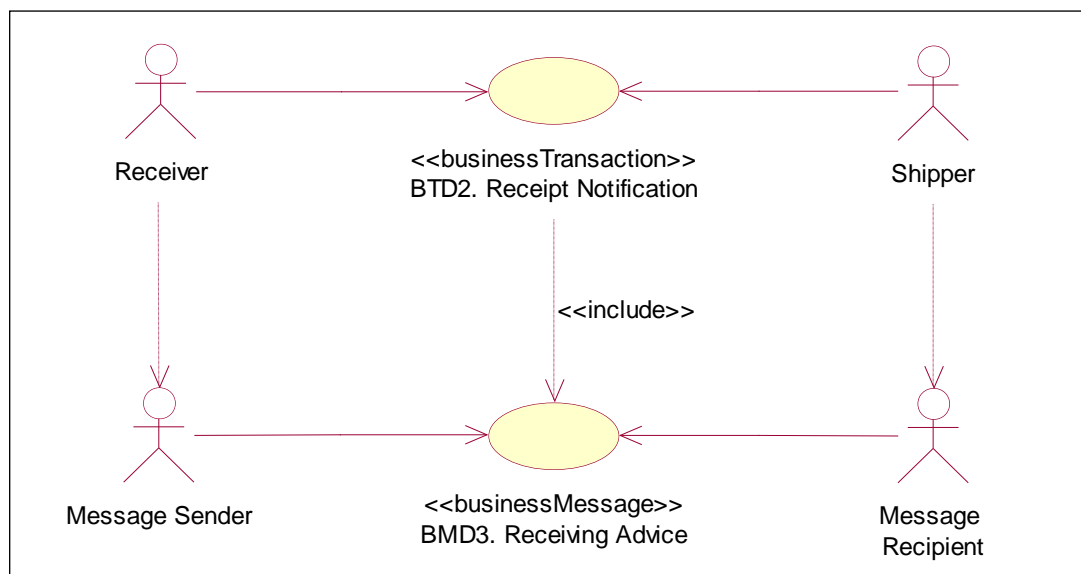 Receiver
<<businessTransaction>>
BTD2. Receipt Notification
Shipper
<<include>>
Message Sender
<<businessMessage>>
BMD3. Receiving Advice
Message
Recipient